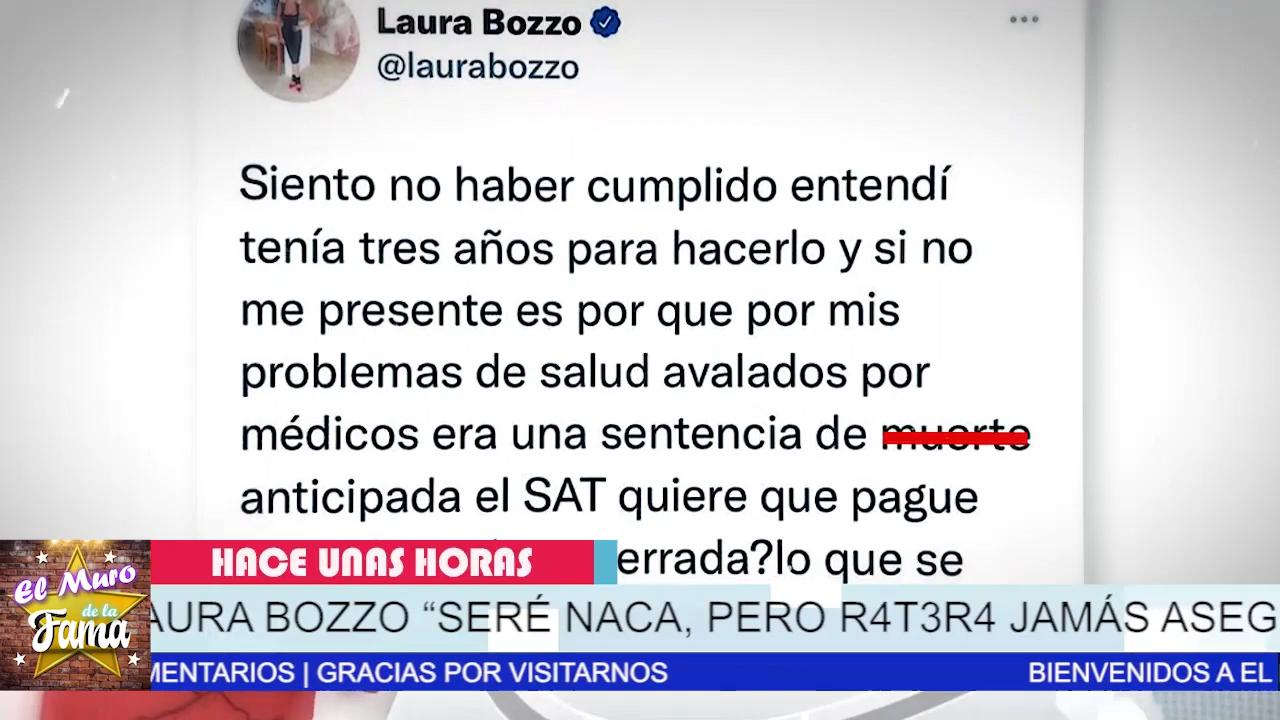 Laura Bozzo
@laurabozzo
Siento no haber cumplido entendí
tenía tres años para hacerlo y si no
me presente es por que por mis
problemas de salud avalados por
médicos era una sentencia de muerte
anticipada el SAT quiere que pague
errada?lo que se
HACE UNAS HORAS
El Muro
de la
Fama
AURA BOZZO “SERÉ NACA, PERO R4T3R4 JAMÁS ASEG
MENTARIOS | GRACIAS POR VISITARNOS BIENVENIDOS A EL